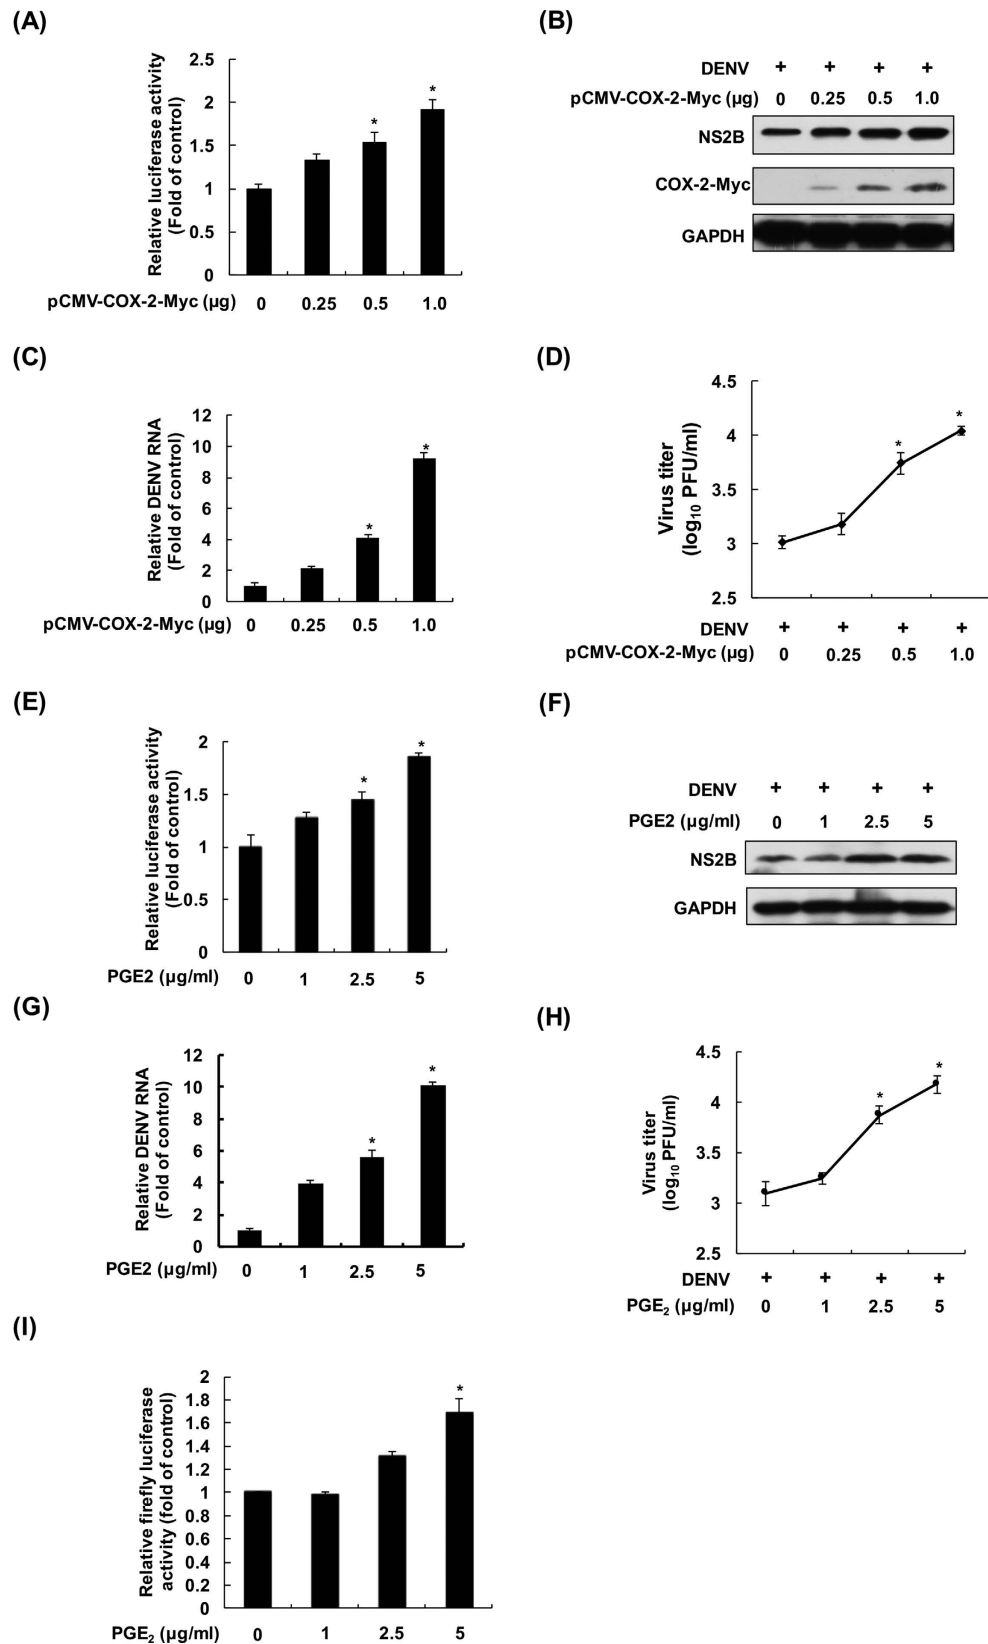 (A)
Relative luciferase activity
(Fold of control)
2.5
2
1.5
1
0.5
0
*
*
pCMV-COX-2-Myc (µg) 0 0.25 0.5 1.0
(B)
DENV + + + +
pCMV-COX-2-Myc (µg) 0 0.25 0.5 1.0
NS2B
COX-2-Myc
GAPDH
(C)
Relative DENV RNA
(Fold of control)
12
10
8
6
4
2
0
*
*
pCMV-COX-2-Myc (µg) 0 0.25 0.5 1.0
(D)
Virus titer
(log10 PFU/ml)
4.5
4
3.5
3
2.5
*
*
DENV + + + +
pCMV-COX-2-Myc (µg) 0 0.25 0.5 1.0
(E)
Relative luciferase activity
(Fold of control)
2
1.5
1
0.5
0
*
*
PGE2 (µg/ml) 0 1 2.5 5
(F)
DENV + + + +
PGE2 (µg/ml) 0 1 2.5 5
NS2B
GAPDH
(G)
Relative DENV RNA
(Fold of control)
12
10
8
6
4
2
0
*
*
PGE2 (µg/ml) 0 1 2.5 5
(H)
Virus titer
(log10 PFU/ml)
4.5
4
3.5
3
2.5
*
*
DENV + + + +
PGE2 (µg/ml) 0 1 2.5 5
(I)
Relative firefly luciferase
activity (fold of control)
2
1.8
1.6
1.4
1.2
1
0.8
0.6
0.4
0.2
0
*
PGE2 (µg/ml) 0 1 2.5 5